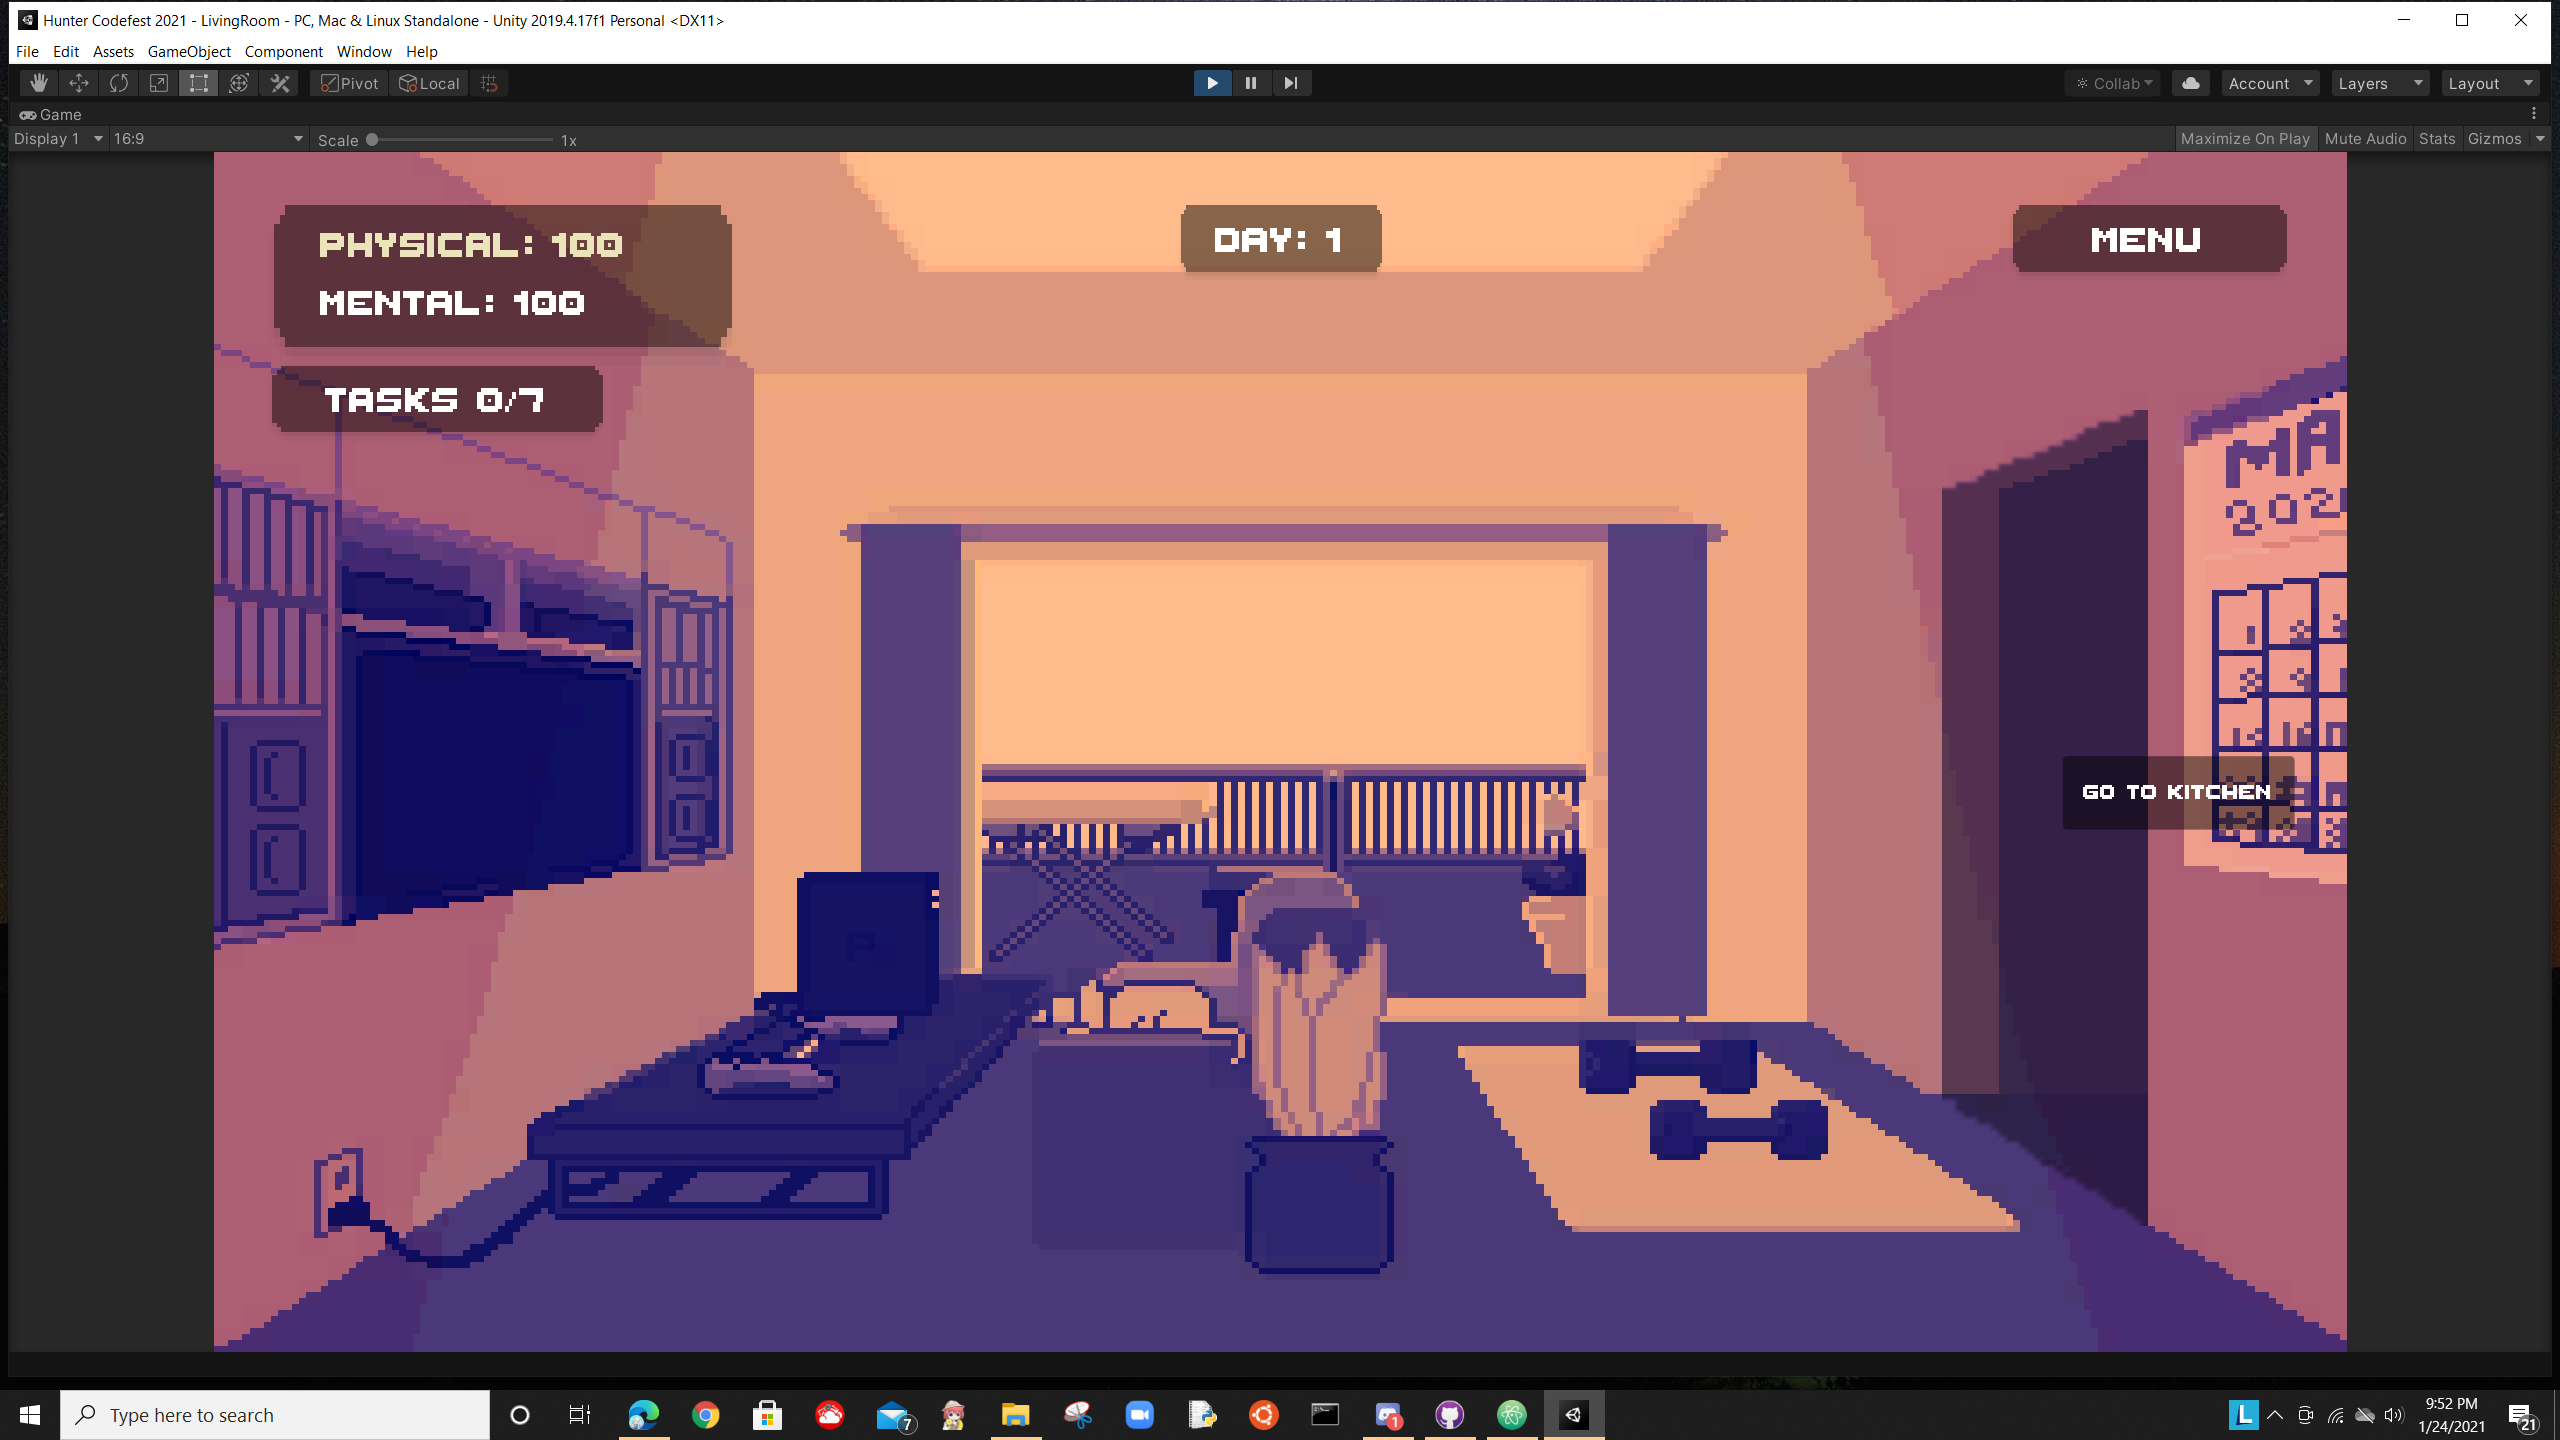 Hunter Codefest 2021 - LivingRoom - PC, Mac & Linux Standalone - Unity 2019.4.17f1 Personal <DX11>
File Edit Assets GameObject Component Window Help
Pivot Local Collab Account Layers Layout
Game
Display 1 16:9 Scale 1x Maximize On Play Mute Audio Stats Gizmos
PHYSICAL: 100
MENTAL: 100
DAY: 1
MENU
TASKS 0/7
MA
202
GO TO KITCHEN
Type here to search
7
1
L
9:52 PM
1/24/2021
21